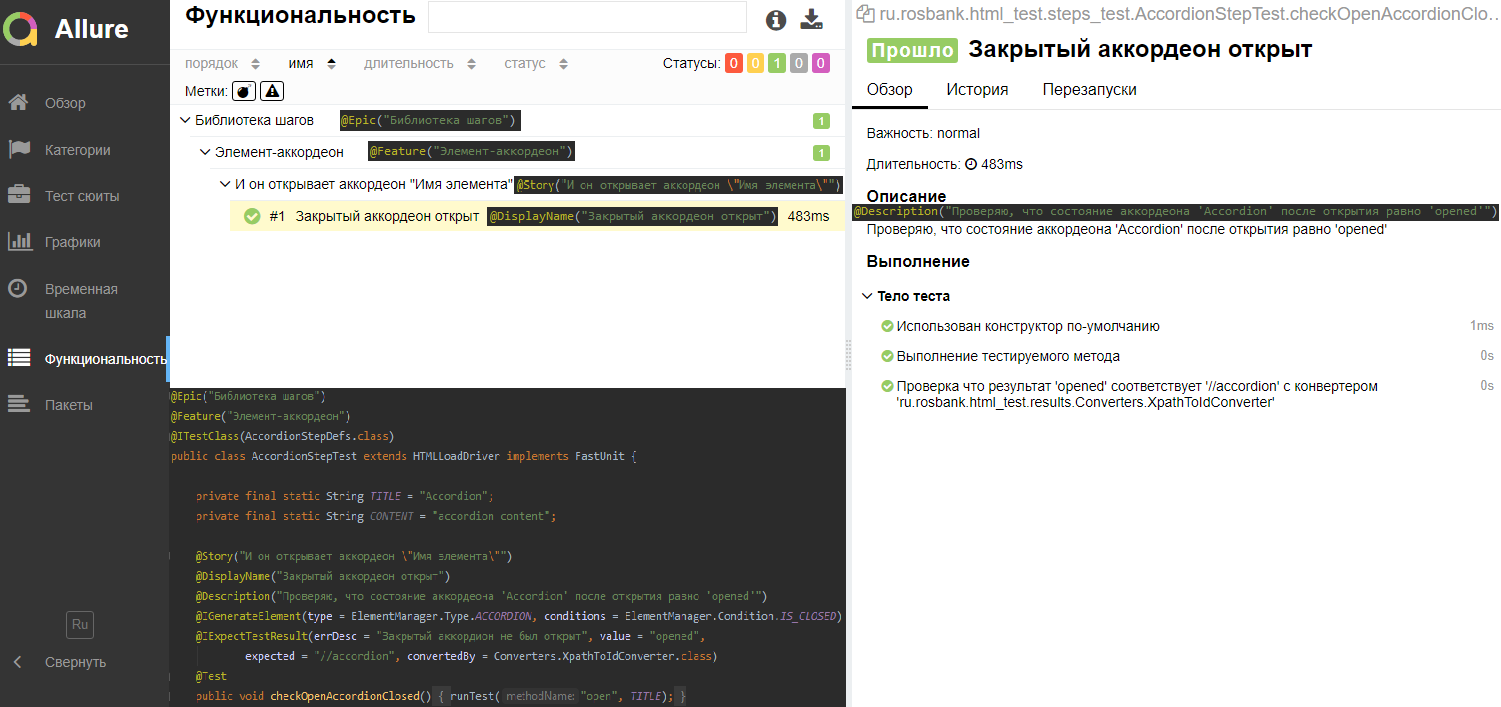 Allure
Обзор
Категории
Тест сюиты
Графики
Временная
шкала
Функциональность
Пакеты
Ru
Свернуть
Функциональность
порядок имя длительность статус Статусы: 0 0 1 0 0
Метки:
Библиотека шагов @Epic("Библиотека шагов") 1
Элемент-аккордеон @Feature("Элемент-аккордеон") 1
И он открывает аккордеон "Имя элемента" @Story("И он открывает аккордеон \"Имя элемента\"")
#1 Закрытый аккордеон открыт @DisplayName("Закрытый аккордеон открыт") 483ms
@Epic("Библиотека шагов")
@Feature("Элемент-аккордеон")
@ITestClass(AccordionStepDefs.class)
public class AccordionStepTest extends HTMLLoadDriver implements FastUnit {
private final static String TITLE = "Accordion";
private final static String CONTENT = "accordion content";
@Story("И он открывает аккордеон \"Имя элемента\"")
@DisplayName("Закрытый аккордеон открыт")
@Description("Проверяю, что состояние аккордеона 'Accordion' после открытия равно 'opened'")
@IGenerateElement(type = ElementManager.Type.ACCORDION, conditions = ElementManager.Condition.IS_CLOSED)
@IExpectTestResult(errDesc = "Закрытый аккордион не был открыт", value = "opened",
expected = "//accordion", convertedBy = Converters.XpathToIdConverter.class)
@Test
public void checkOpenAccordionClosed() { runTest( methodName: "open", TITLE); }
ru.rosbank.html_test.steps_test.AccordionStepTest.checkOpenAccordionClo…
Прошло Закрытый аккордеон открыт
Обзор История Перезапуски
Важность: normal
Длительность: 483ms
Описание
@Description("Проверяю, что состояние аккордеона 'Accordion' после открытия равно 'opened'")
Проверяю, что состояние аккордеона 'Accordion' после открытия равно 'opened'
Выполнение
Тело теста
Использован конструктор по-умолчанию 1ms
Выполнение тестируемого метода 0s
Проверка что результат 'opened' соответствует '//accordion' с конвертером 0s
'ru.rosbank.html_test.results.Converters.XpathToIdConverter'